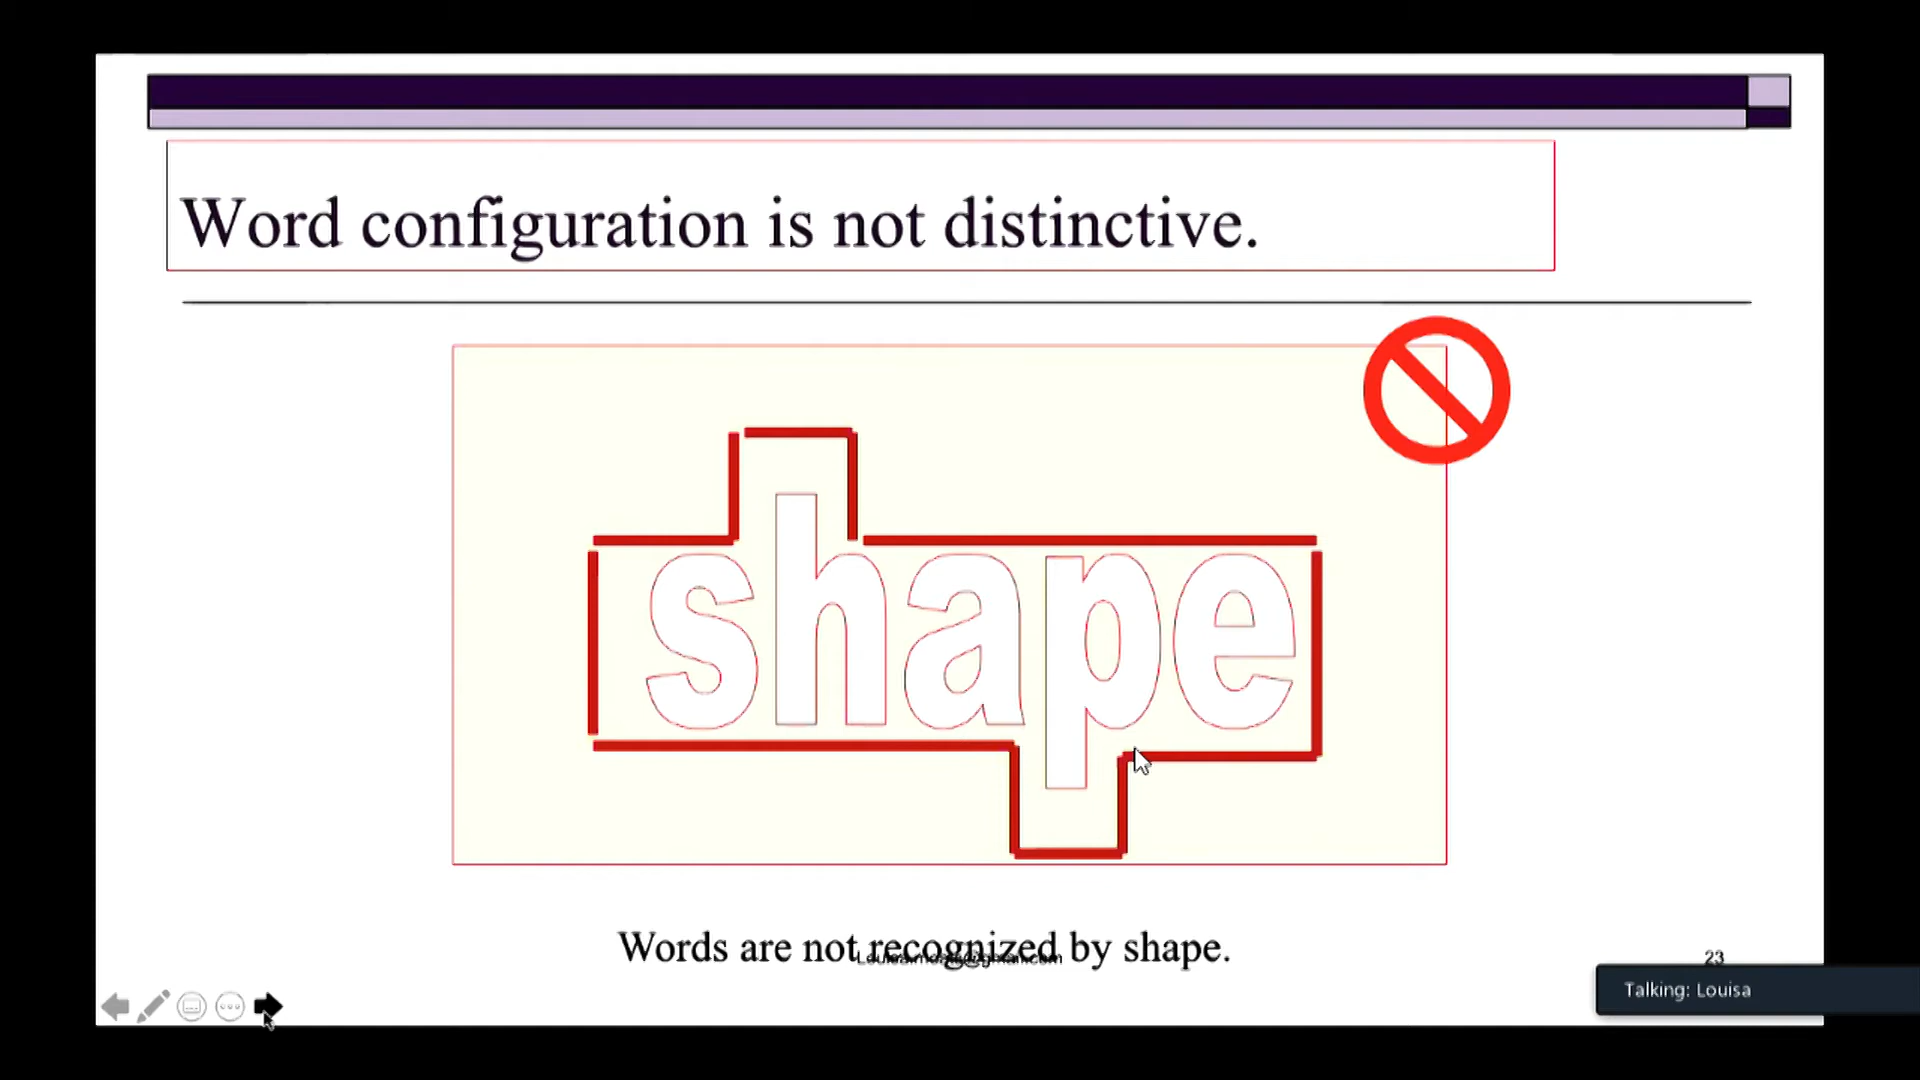 Word configuration is not distinctive.
shape
Words are not recognized by shape.
23
Talking: Louisa